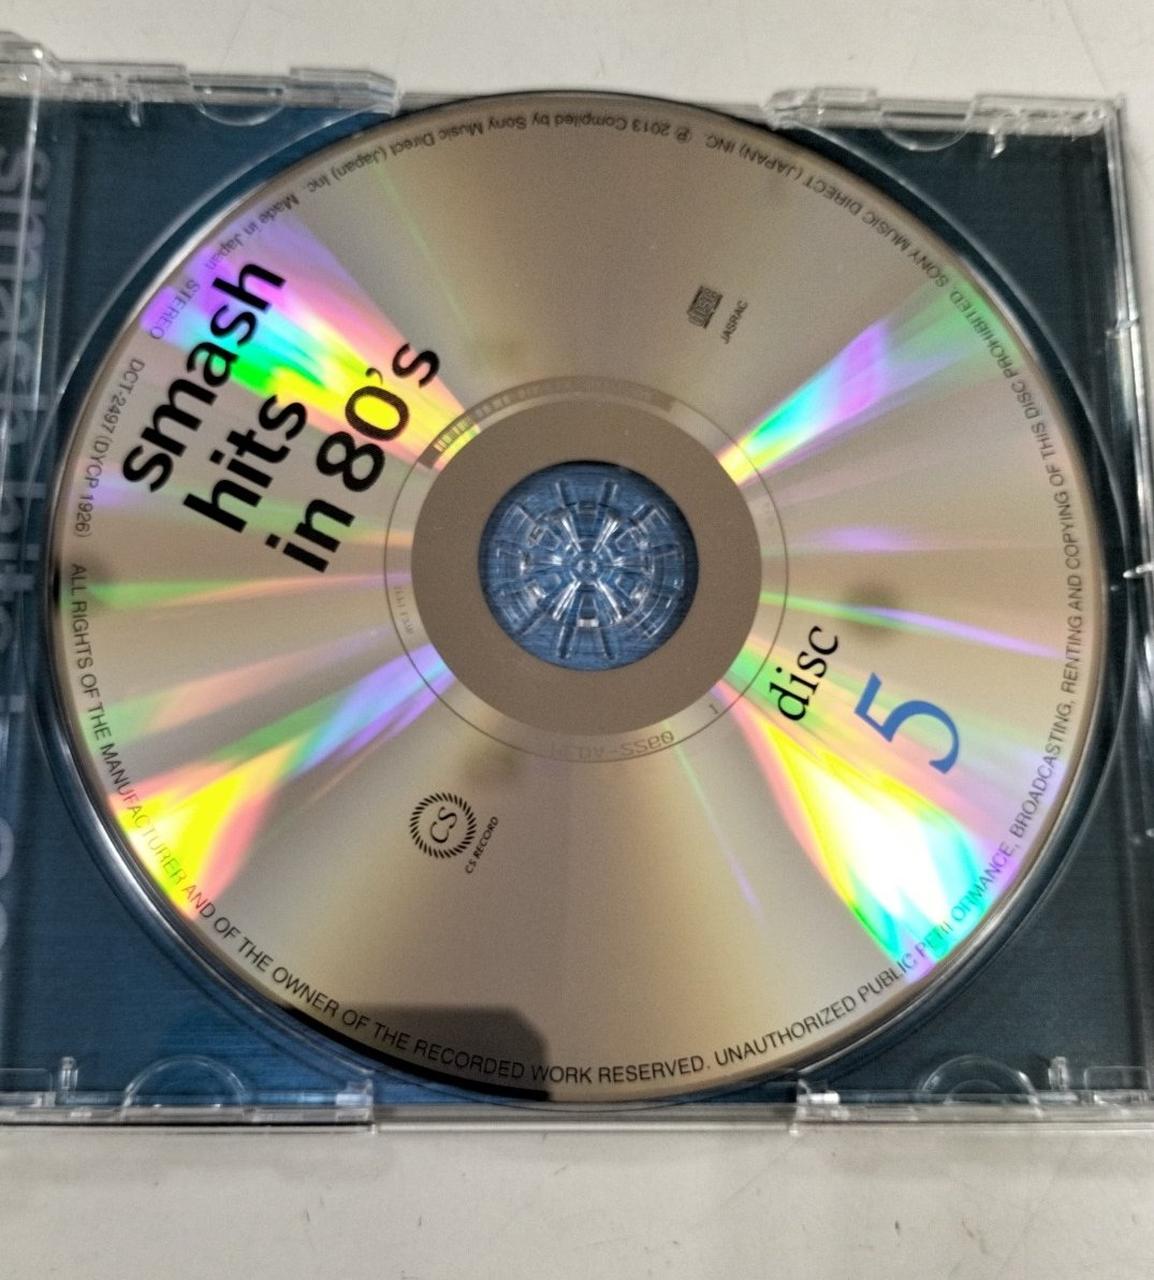 smash
hits
in 80's
disc
5
JASRAC
CS
CS RECORD
STEREO
DCT-2497 (DYCP 1926)
ALL RIGHTS OF THE MANUFACTURER AND OF THE OWNER OF THE RECORDED WORK RESERVED. UNAUTHORIZED PUBLIC PERFORMANCE, BROADCASTING, RENTING AND COPYING OF THIS DISC PROHIBITED. SONY MUSIC DIRECT (JAPAN) INC. ℗ 2013 Compiled by Sony Music Direct (Japan) Inc. Made in Japan